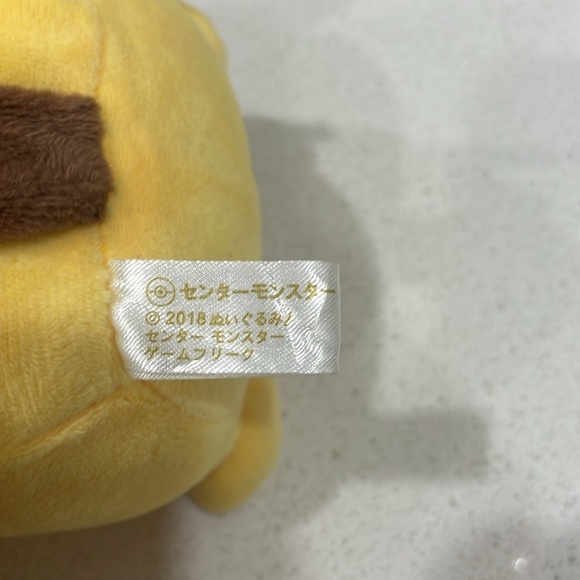 センターモンスター
© 2018 ぬいぐるみ/
センター モンスター
ゲームフリーク